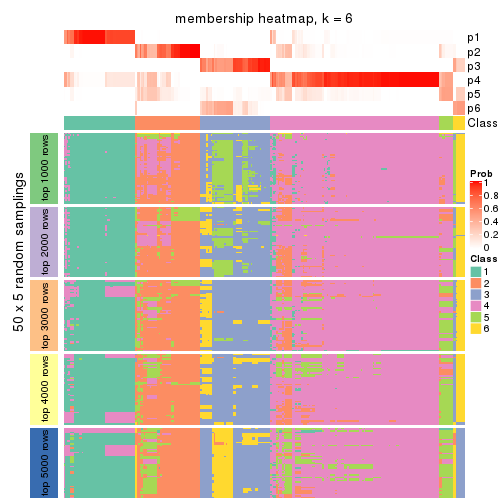 membership heatmap, k = 6
p1
p2
p3
p4
p5
p6
Class
50 x 5 random samplings
top 1000 rows
top 2000 rows
top 3000 rows
top 4000 rows
top 5000 rows
Prob
1
0.8
0.6
0.4
0.2
0
Class
1
2
3
4
5
6